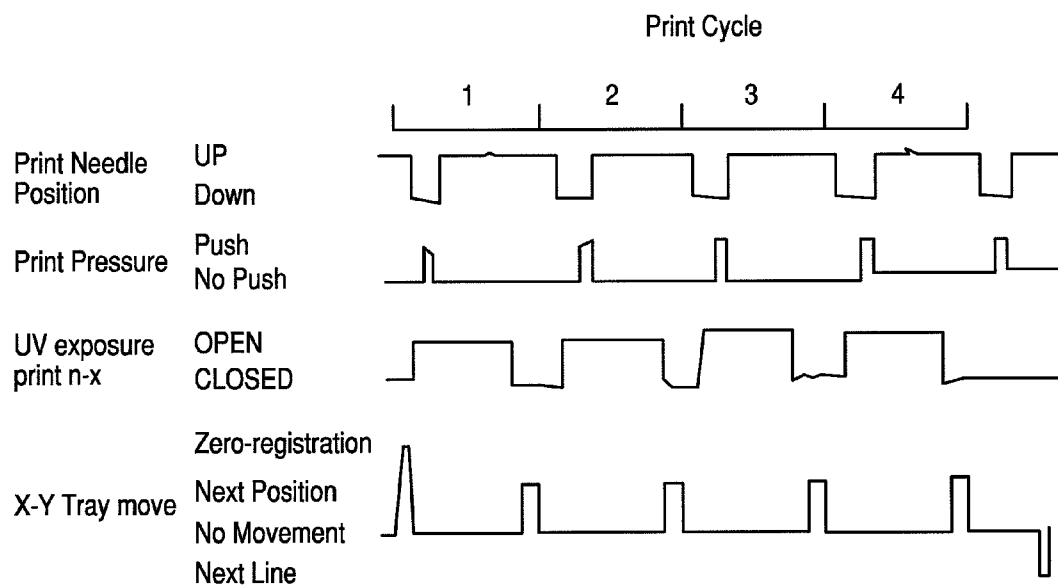 Print Cycle
1 2 3 4
Print Needle Position
UP
Down
Print Pressure
Push
No Push
UV exposure
print n-x
OPEN
CLOSED
X-Y Tray move
Zero-registration
Next Position
No Movement
Next Line